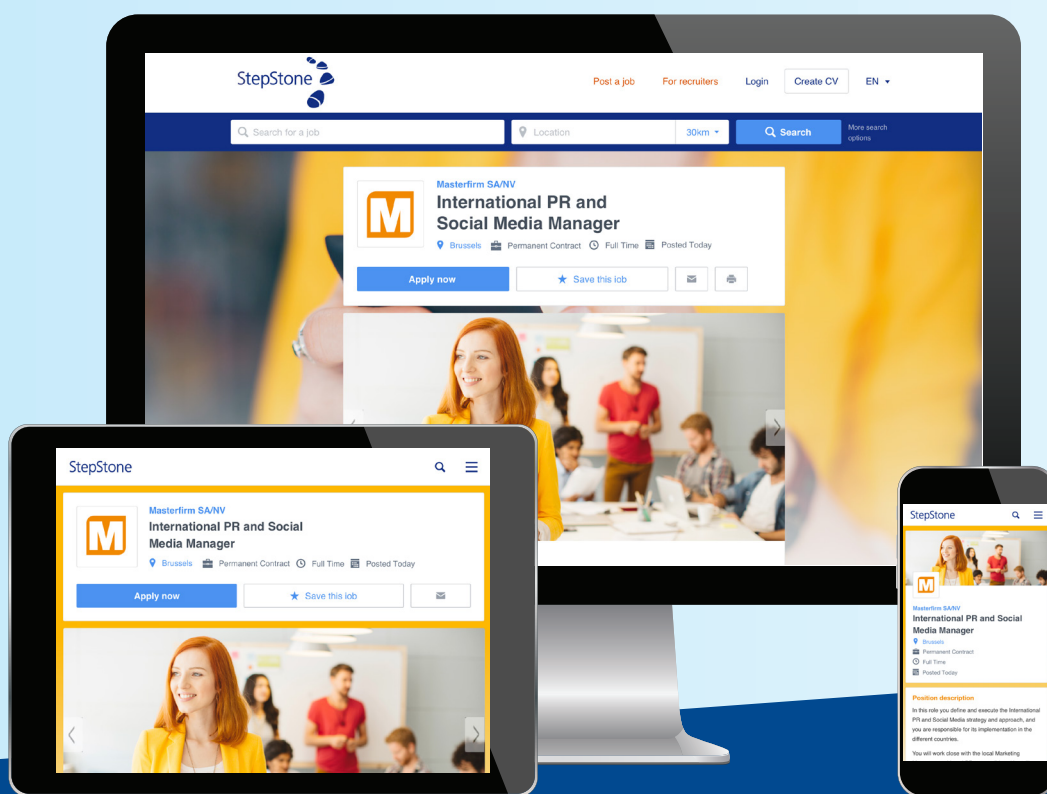 StepStone
Post a job For recruiters Login Create CV EN
Search for a job Location 30km Search More search
options
Masterfirm SA/NV
International PR and
Social Media Manager
Brussels Permanent Contract Full Time Posted Today
Apply now Save this job
M
StepStone
Masterfirm SA/NV
International PR and Social
Media Manager
Brussels Permanent Contract Full Time Posted Today
Apply now Save this job
M
StepStone
M
Masterfirm SA/NV
International PR and Social
Media Manager
Brussels
Permanent Contract
Full Time
Posted Today
Position description
In this role you define and execute the International
PR and Social Media strategy and approach, and
you are responsible for its implementation in the
different countries.
You will work close with the local Marketing